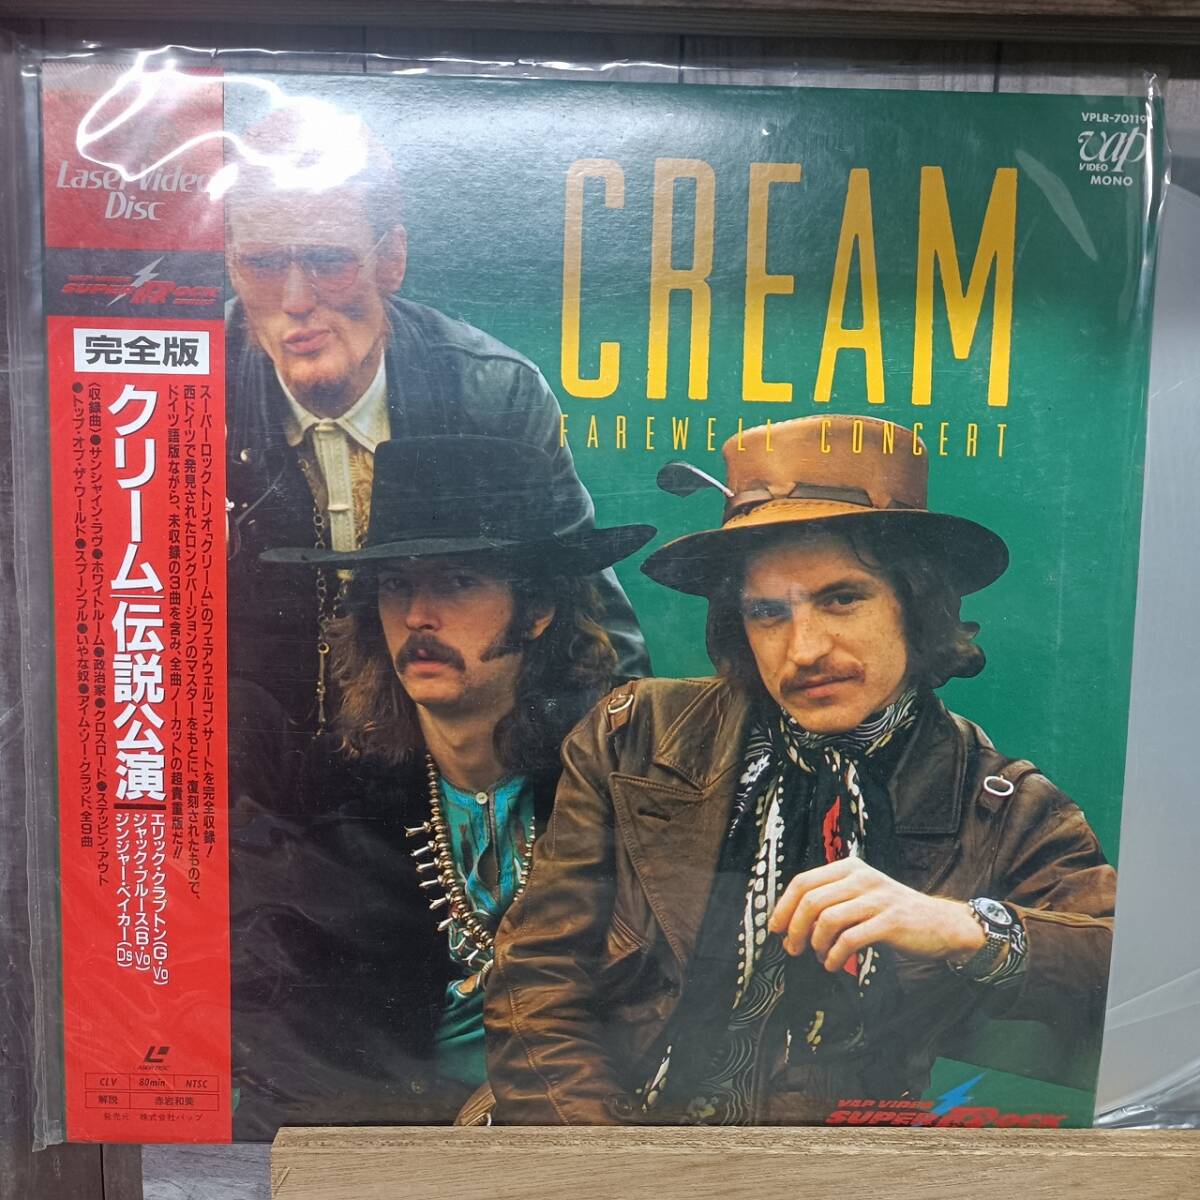 Laser Video
Disc
SUPER ROCK
完全版
スーパーロックトリオ「クリーム」のフェアウェルコンサートを完全収録！
西ドイツで発見されたロングバージョンのマスターをもとに、復刻されたもので、
ドイツ語版ながら、未収録の3曲を含み、全曲ノーカットの超貴重版だ!!
クリーム/伝説公演
エリック・クラプトン(G・Vo)
ジャック・ブルース(B・Vo)
ジンジャー・ベイカー(Ds)
〈収録曲〉●サンシャイン・ラヴ●ホワイトルーム●政治家●クロスロード●ステッピン・アウト
●トップ・オブ・ザ・ワールド●スプーンフル●いやな奴●アイム・ソー・グラッド、全9曲
LASER DISC
CLV 80min NTSC
解説 赤岩和美
発売元 株式会社バップ
VPLR-70119
vap
VIDEO
MONO
CREAM
FAREWELL CONCERT
VAP VIDEO
SUPER ROCK